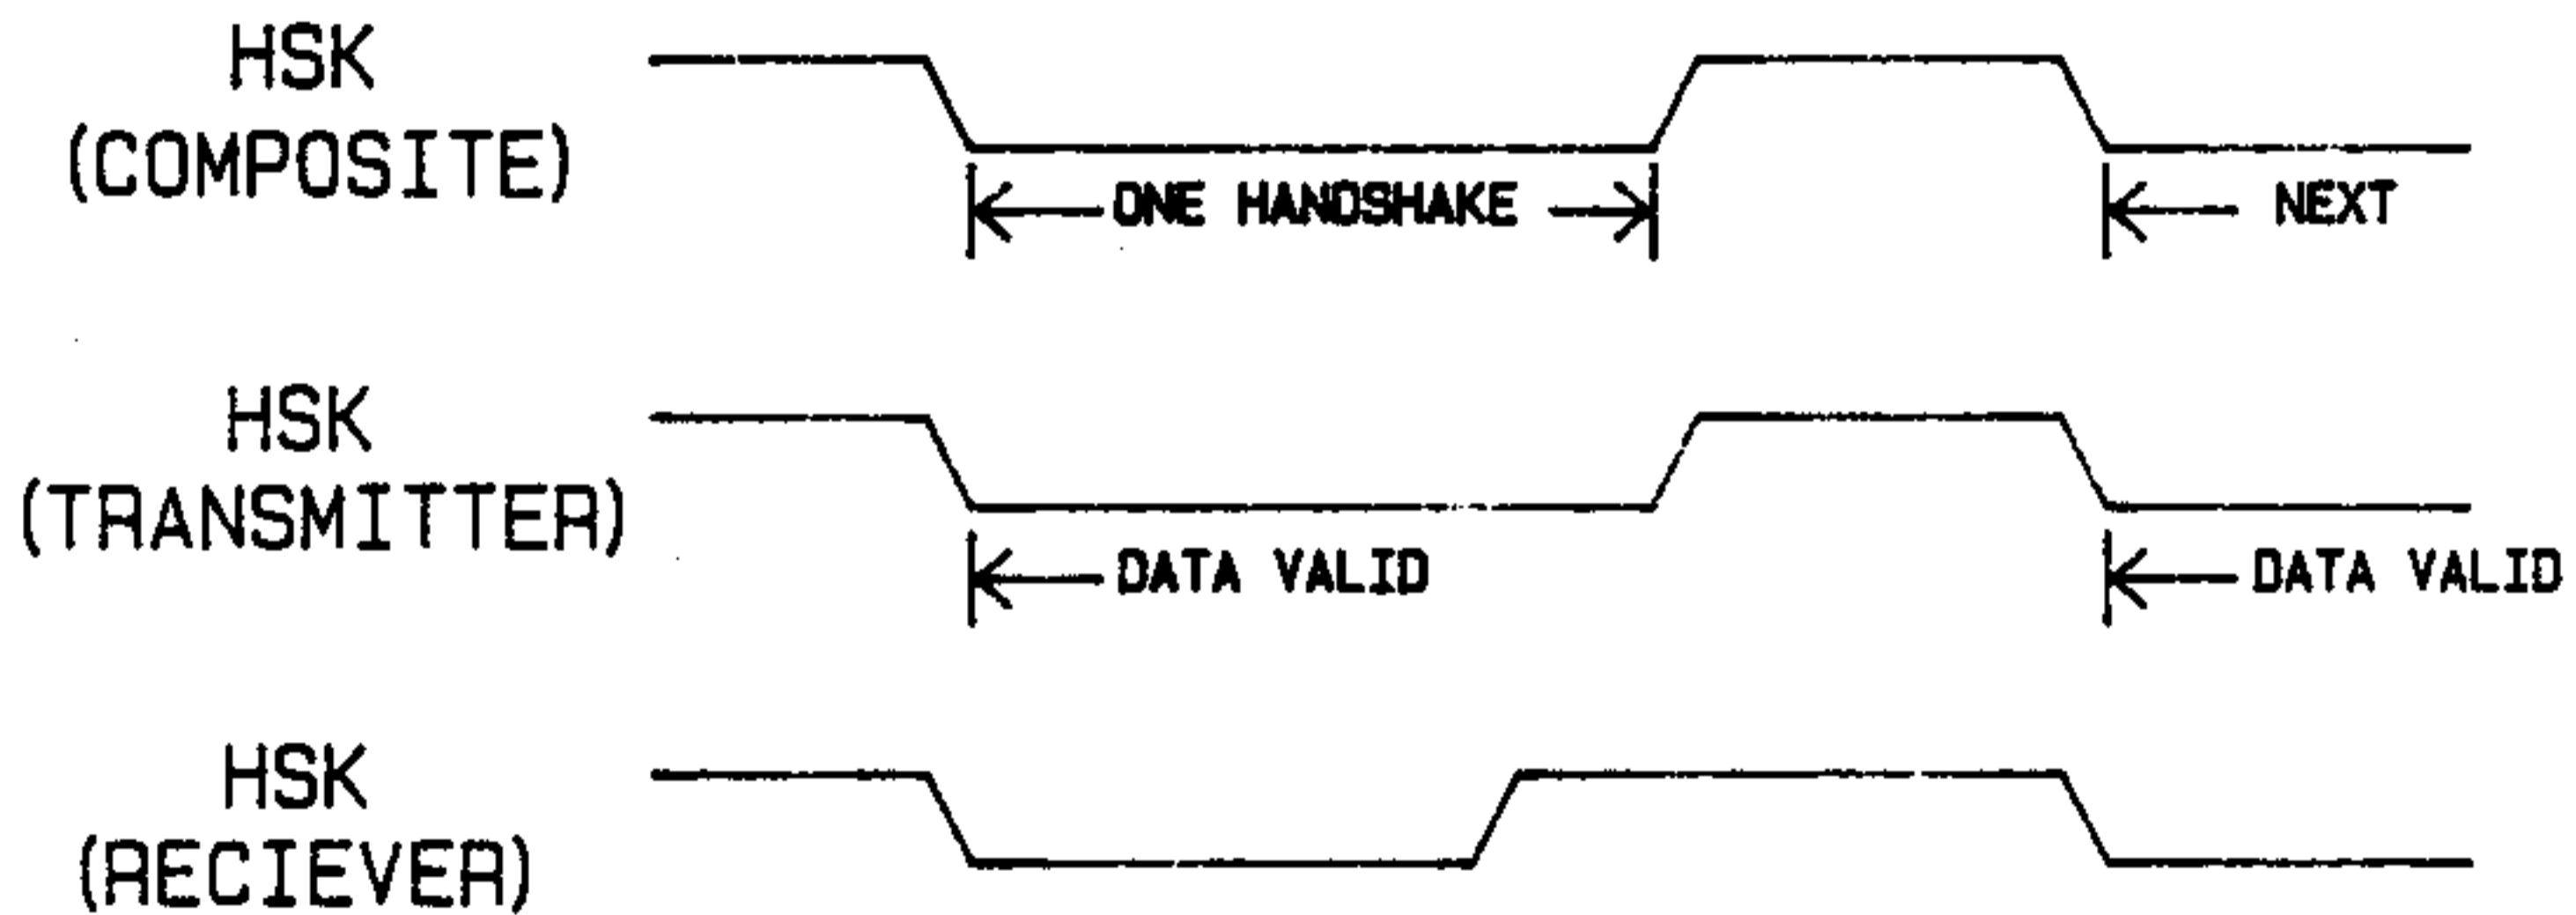 HSK
(COMPOSITE)
ONE HANDSHAKE
NEXT
HSK
(TRANSMITTER)
DATA VALID
DATA VALID
HSK
(RECIEVER)